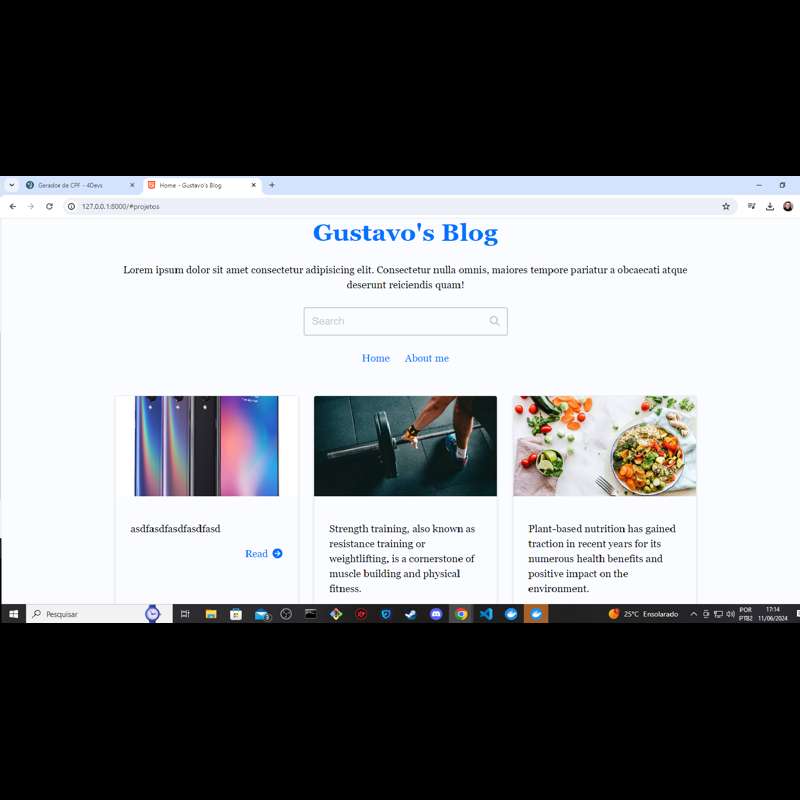 Gerador de CPF - 4Devs
Home - Gustavo's Blog
127.0.0.1:8000/#projetos
Gustavo's Blog
Lorem ipsum dolor sit amet consectetur adipisicing elit. Consectetur nulla omnis, maiores tempore pariatur a obcaecati atque
deserunt reiciendis quam!
Search
Home About me
asdfasdfasdfasdfasd
Read
Strength training, also known as
resistance training or
weightlifting, is a cornerstone of
muscle building and physical
fitness.
Plant-based nutrition has gained
traction in recent years for its
numerous health benefits and
positive impact on the
environment.
Pesquisar
25°C Ensolarado
POR
PTB2
17:14
11/06/2024